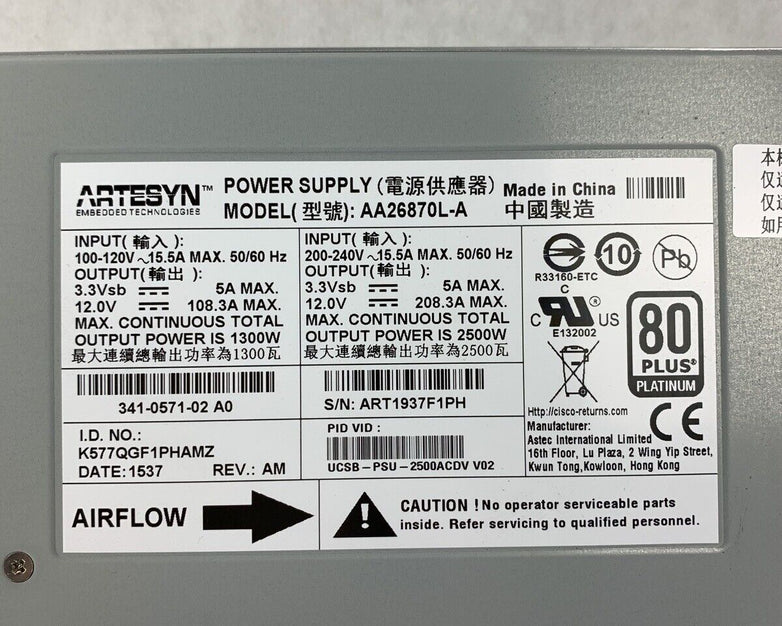 ARTESYN™
EMBEDDED TECHNOLOGIES
POWER SUPPLY (電源供應器)
MODEL( 型號): AA26870L-A
Made in China
中國製造
INPUT( 輸入 ):
100-120V ~15.5A MAX. 50/60 Hz
OUTPUT( 輸出 ):
3.3Vsb 5A MAX.
12.0V 108.3A MAX.
MAX. CONTINUOUS TOTAL
OUTPUT POWER IS 1300W
最大連續總輸出功率為1300瓦
INPUT( 輸入 ):
200-240V ~15.5A MAX. 50/60 Hz
OUTPUT( 輸出 ):
3.3Vsb 5A MAX.
12.0V 208.3A MAX.
MAX. CONTINUOUS TOTAL
OUTPUT POWER IS 2500W
最大連續總輸出功率為2500瓦
10
Pb
R33160-ETC
C
C RU® US
E132002
80
PLUS®
PLATINUM
341-0571-02 A0
S/N: ART1937F1PH
I.D. NO.:
K577QGF1PHAMZ
DATE: 1537 REV.: AM
PID VID :
UCSB-PSU-2500ACDV V02
Http://cisco-returns.com
Manufacturer:
Astec International Limited
16th Floor, Lu Plaza, 2 Wing Yip Street,
Kwun Tong,Kowloon, Hong Kong
CE
AIRFLOW
CAUTION ! No operator serviceable parts
inside. Refer servicing to qualified personnel.
本
仅
仅
如